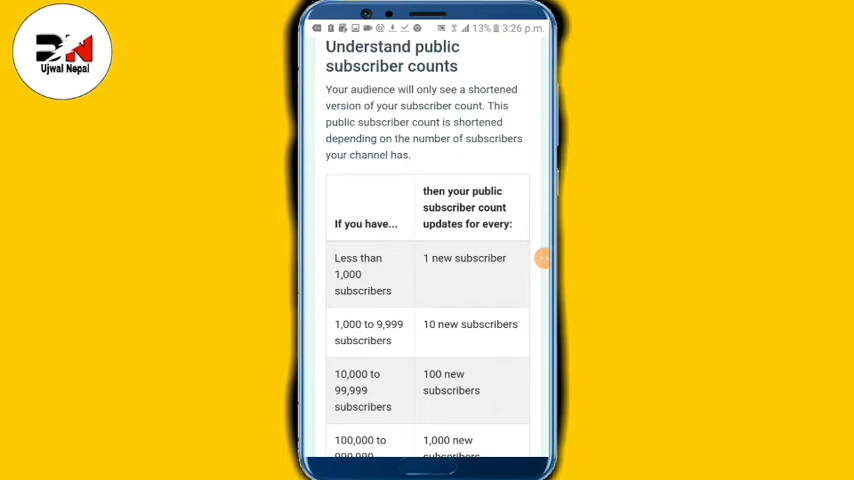 Ujwal Nepal
13% 3:26 p.m.
Understand public
subscriber counts
Your audience will only see a shortened
version of your subscriber count. This
public subscriber count is shortened
depending on the number of subscribers
your channel has.
If you have...
then your public
subscriber count
updates for every:
Less than
1,000
subscribers
1 new subscriber
1,000 to 9,999
subscribers
10 new subscribers
10,000 to
99,999
subscribers
100 new
subscribers
100,000 to
999,999
1,000 new
subscribers